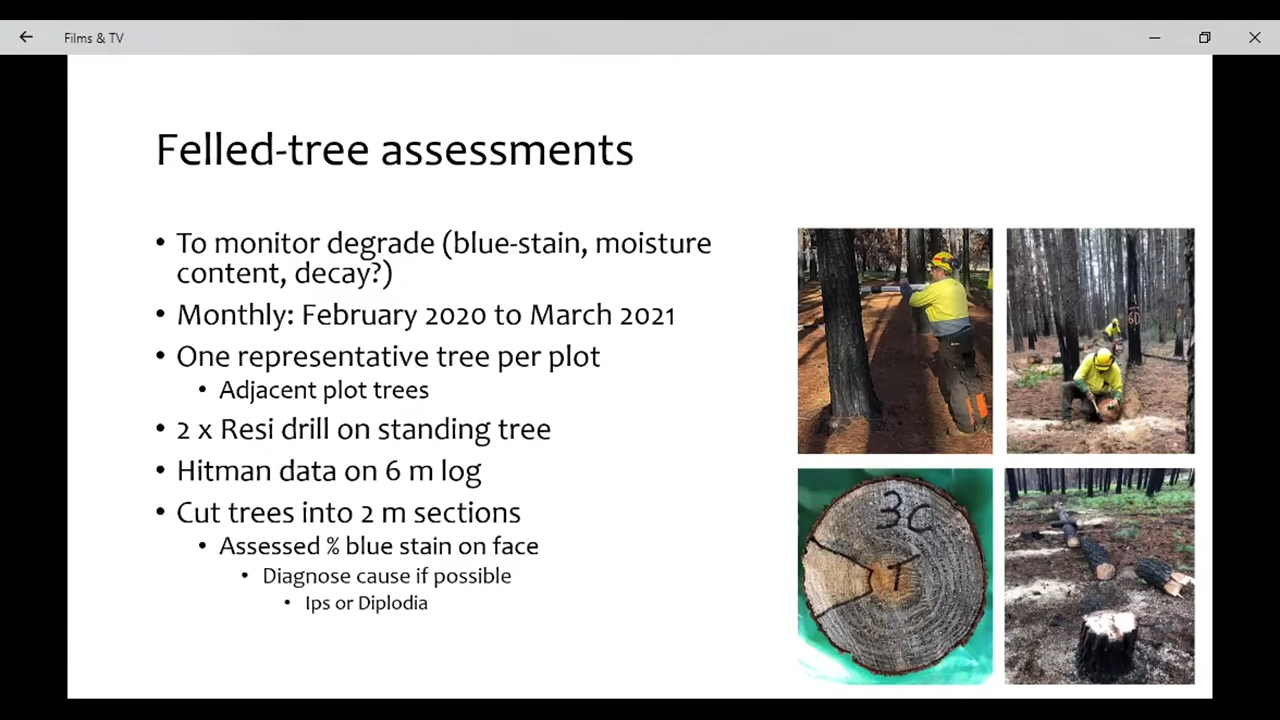 Films & TV
Felled-tree assessments
• To monitor degrade (blue-stain, moisture
content, decay?)
• Monthly: February 2020 to March 2021
• One representative tree per plot
• Adjacent plot trees
• 2 x Resi drill on standing tree
• Hitman data on 6 m log
• Cut trees into 2 m sections
• Assessed % blue stain on face
• Diagnose cause if possible
• Ips or Diplodia
6D
3C